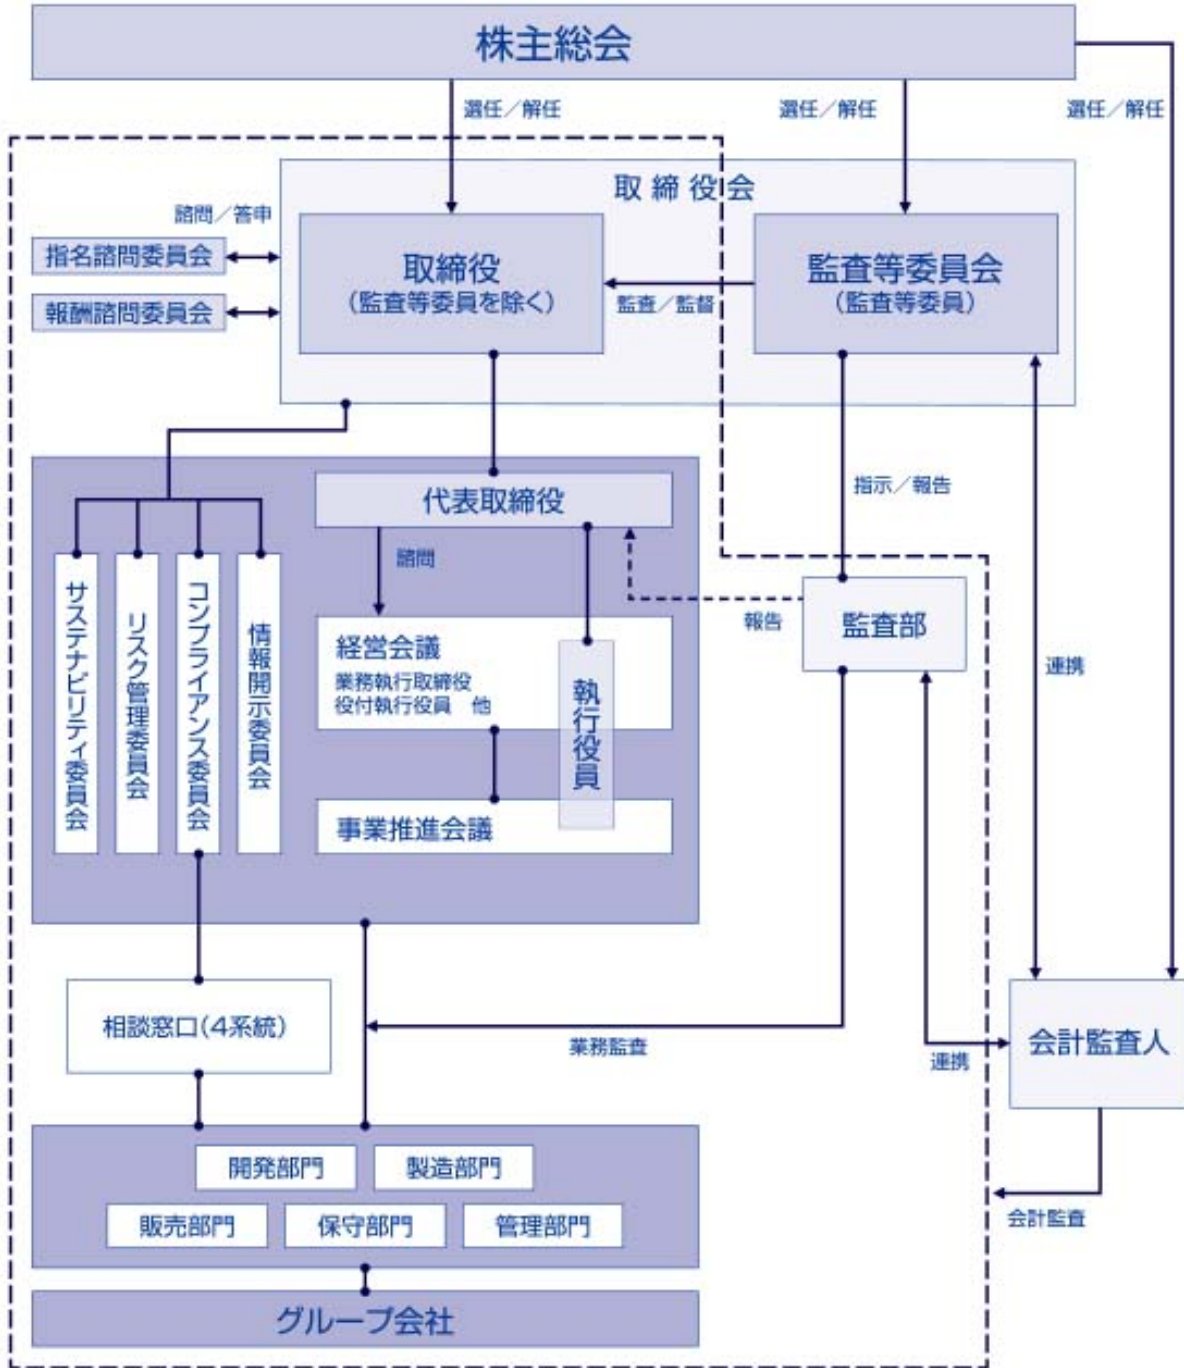 株主総会
選任／解任
選任／解任
選任／解任
取締役会
諮問／答申
指名諮問委員会
報酬諮問委員会
取締役
（監査等委員を除く）
監査／監督
監査等委員会
（監査等委員）
代表取締役
指示／報告
諮問
サステナビリティ委員会
リスク管理委員会
コンプライアンス委員会
情報開示委員会
経営会議
業務執行取締役
役付執行役員　他
執行役員
事業推進会議
報告
監査部
連携
相談窓口（4系統）
業務監査
連携
会計監査人
開発部門
製造部門
販売部門
保守部門
管理部門
会計監査
グループ会社